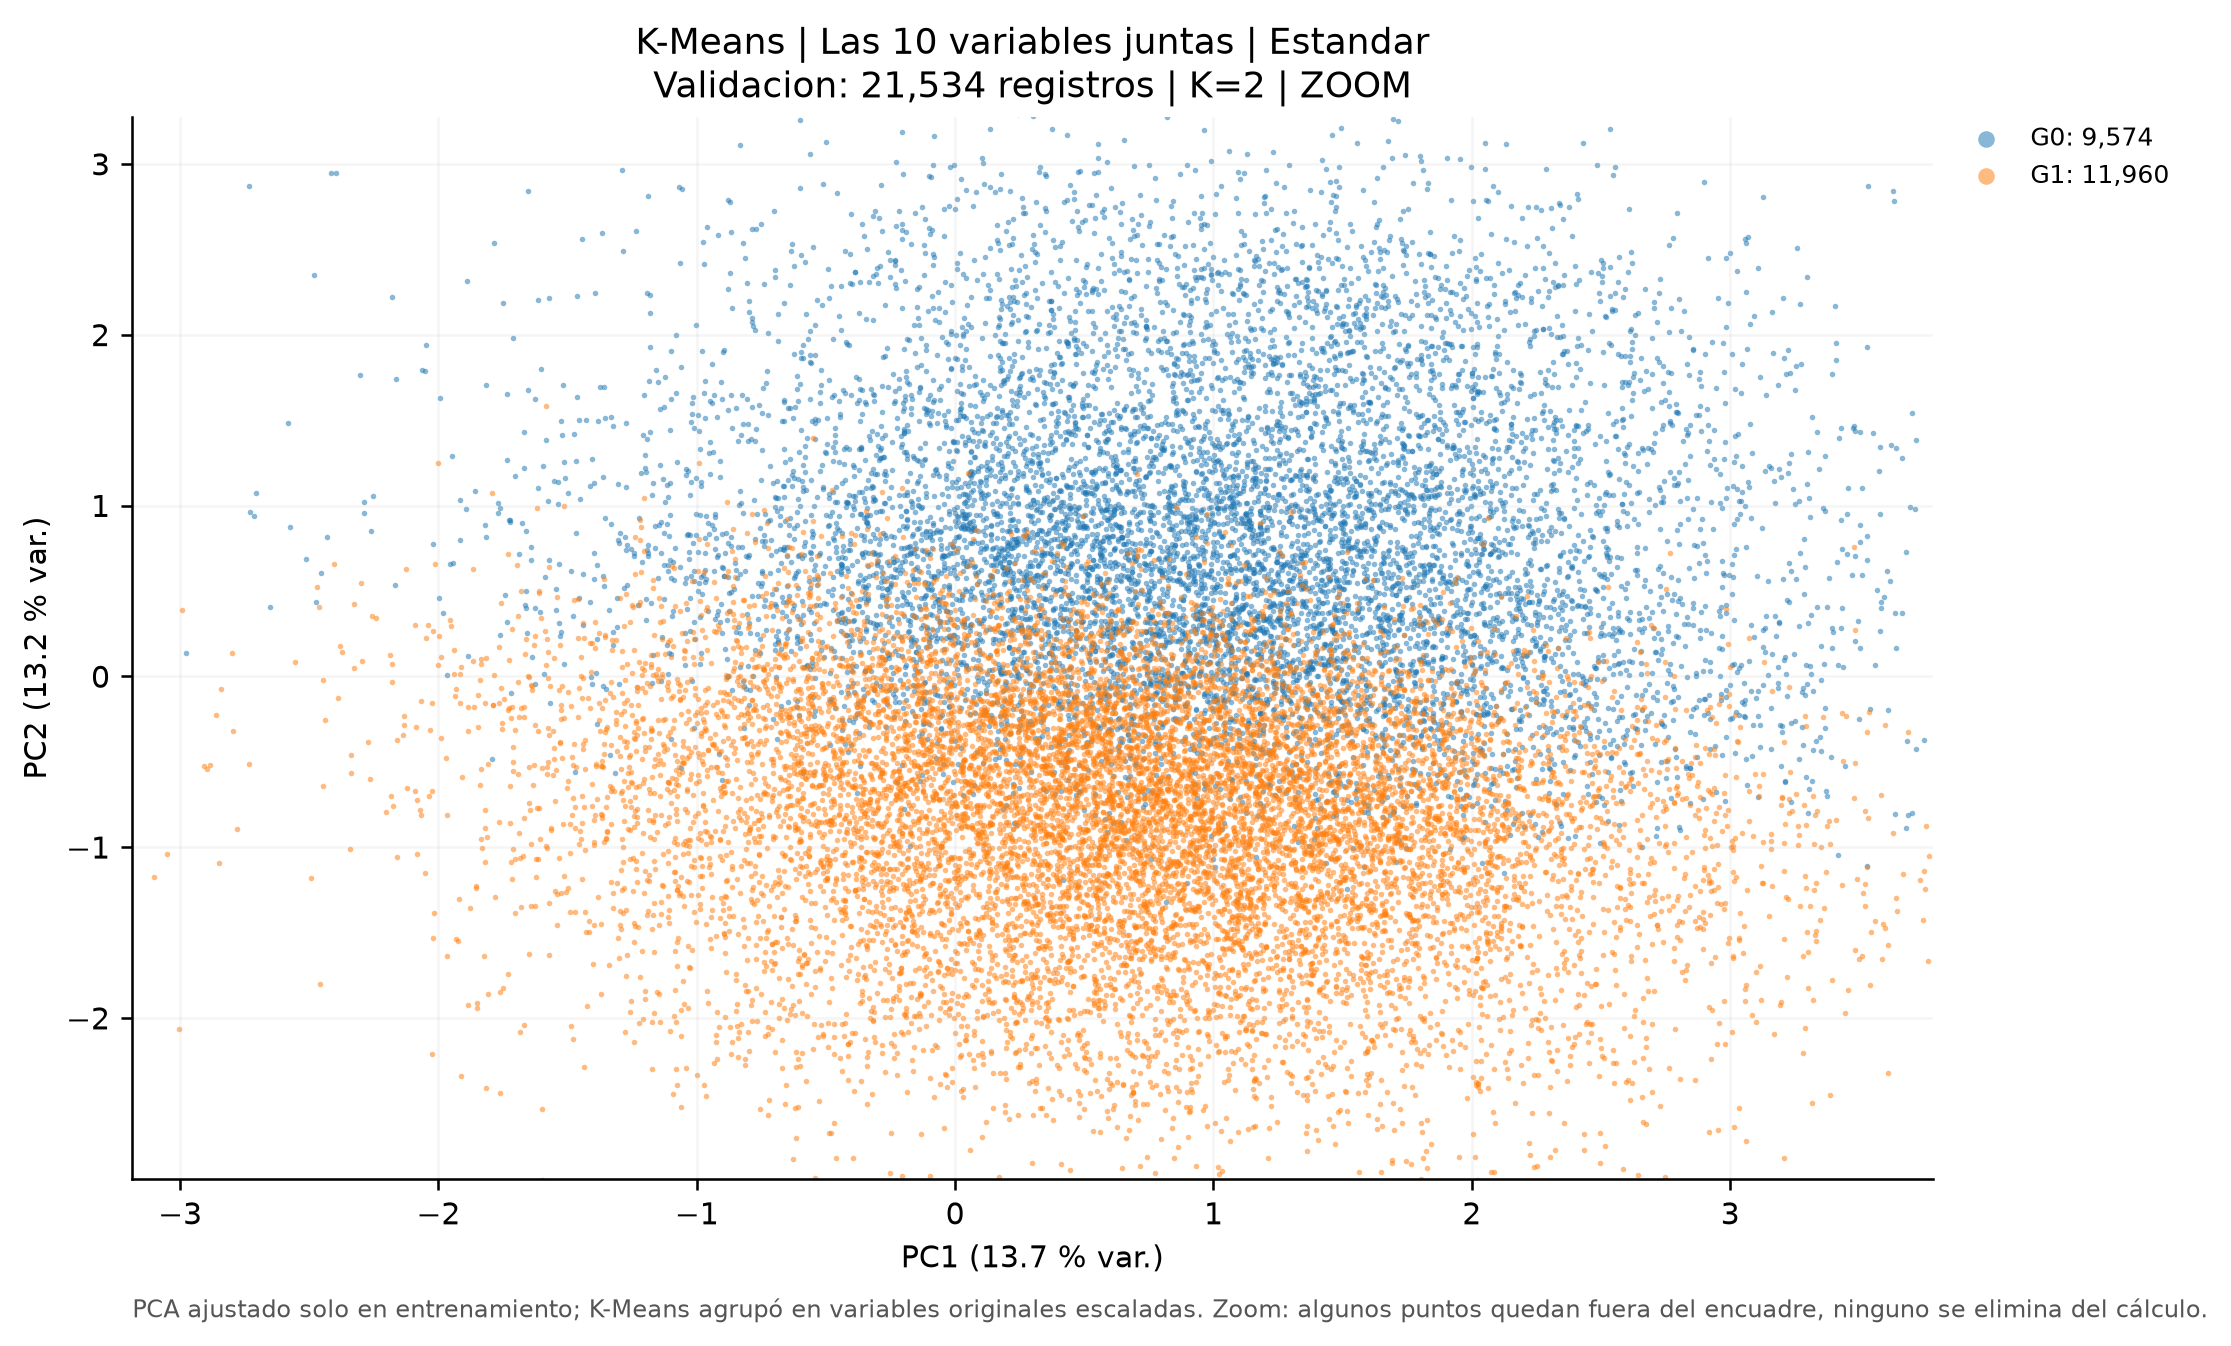 K-Means | Las 10 variables juntas | Estandar
Validacion: 21,534 registros | K=2 | ZOOM
G0: 9,574
G1: 11,960
3
2
1
0
−1
−2
PC2 (13.2 % var.)
−3
−2
−1
0
1
2
3
PC1 (13.7 % var.)
PCA ajustado solo en entrenamiento; K-Means agrupó en variables originales escaladas. Zoom: algunos puntos quedan fuera del encuadre, ninguno se elimina del cálculo.